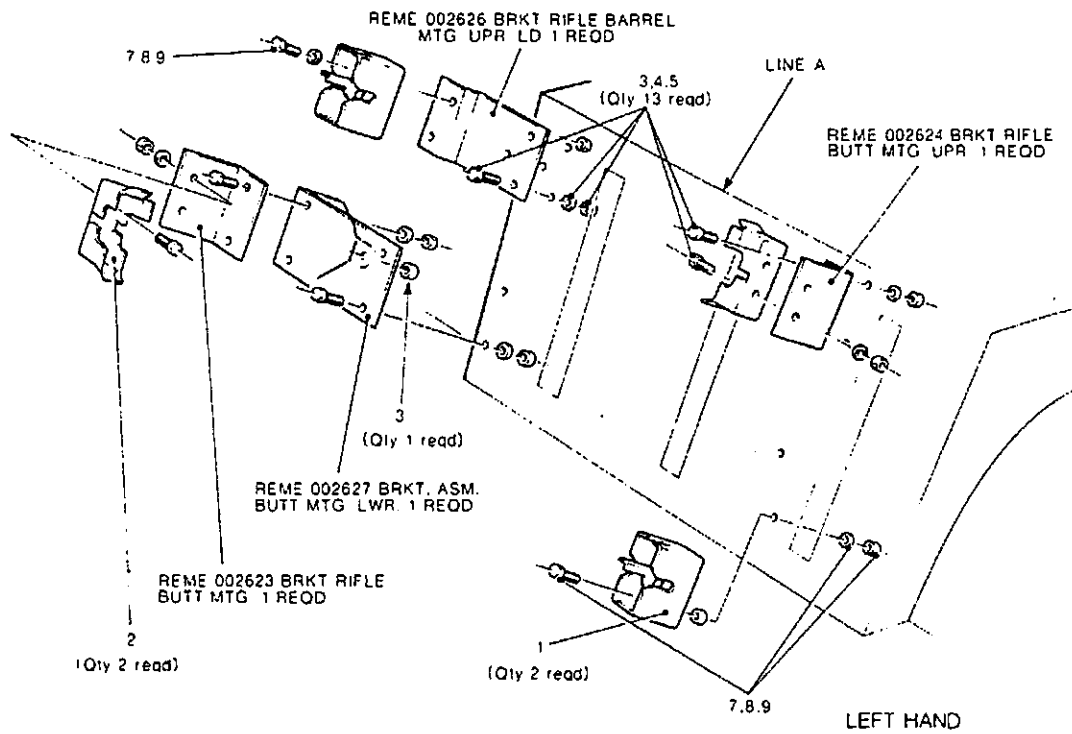 REME 002626 BRKT RIFLE BARREL
MTG UPR LD 1 REQD
7 8 9
3,4.5
(Qty 13 reqd)
LINE A
REME 002624 BRKT RIFLE
BUTT MTG UPR 1 REQD
3
(Qty 1 reqd)
REME 002627 BRKT. ASM.
BUTT MTG LWR. 1 REQD
REME 002623 BRKT RIFLE
BUTT MTG 1 REQD
2
(Qty 2 reqd)
1
(Qty 2 reqd)
7,8.9
LEFT HAND